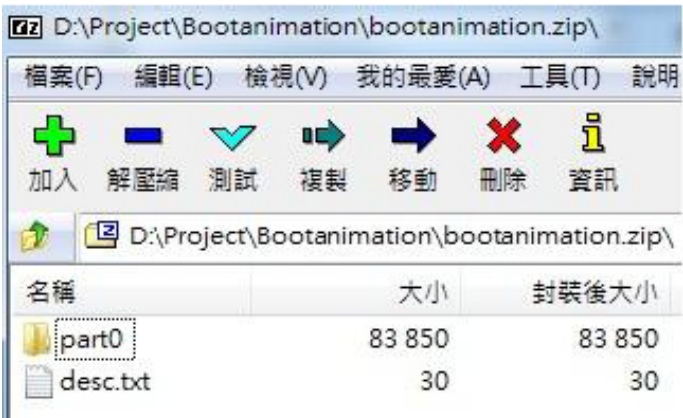 D:\Project\Bootanimation\bootanimation.zip\
檔案(F) 編輯(E) 檢視(V) 我的最愛(A) 工具(T) 說明
加入 解壓縮 測試 複製 移動 刪除 資訊
D:\Project\Bootanimation\bootanimation.zip\
名稱 大小 封裝後大小
part0 83 850 83 850
desc.txt 30 30